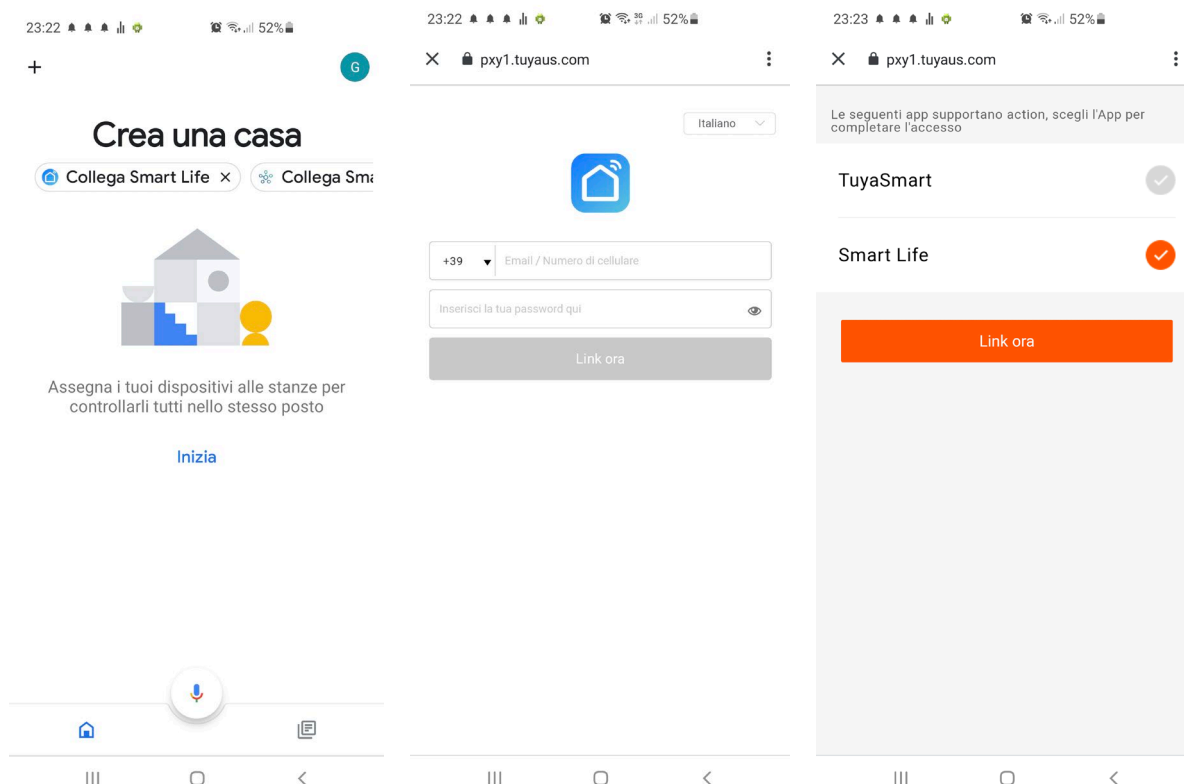 23:22 52%
G
Crea una casa
Collega Smart Life × Collega Sma
Assegna i tuoi dispositivi alle stanze per
controllarli tutti nello stesso posto
Inizia
23:22 3G 52%
pxy1.tuyaus.com
Italiano
+39 Email / Numero di cellulare
Inserisci la tua password qui
Link ora
23:23 52%
pxy1.tuyaus.com
Le seguenti app supportano action, scegli l'App per
completare l'accesso
TuyaSmart
Smart Life
Link ora